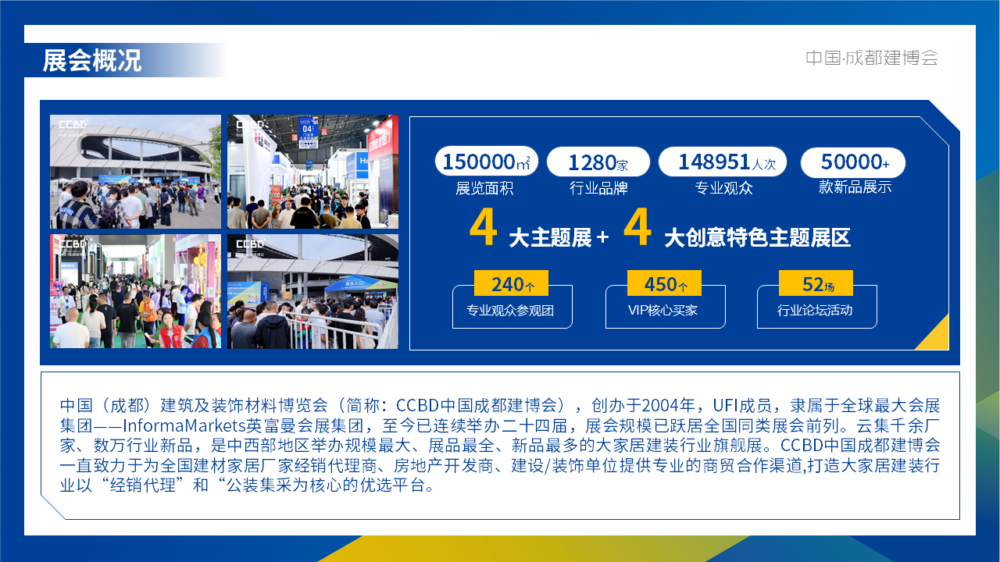 展会概况
中国·成都建博会
CCBD
CCBD
04
CCBD
CCBD
展会入口
150000㎡
1280家
148951人次
50000+
展览面积
行业品牌
专业观众
款新品展示
4 大主题展 + 4 大创意特色主题展区
240个
450个
52场
专业观众参观团
VIP核心买家
行业论坛活动
中国（成都）建筑及装饰材料博览会（简称：CCBD中国成都建博会），创办于2004年，UFI成员，隶属于全球最大会展
集团——InformaMarkets英富曼会展集团，至今已连续举办二十四届，展会规模已跃居全国同类展会前列。云集千余厂
家、数万行业新品，是中西部地区举办规模最大、展品最全、新品最多的大家居建装行业旗舰展。CCBD中国成都建博会
一直致力于为全国建材家居厂家经销代理商、房地产开发商、建设/装饰单位提供专业的商贸合作渠道,打造大家居建装行
业以“经销代理”和“公装集采为核心的优选平台。